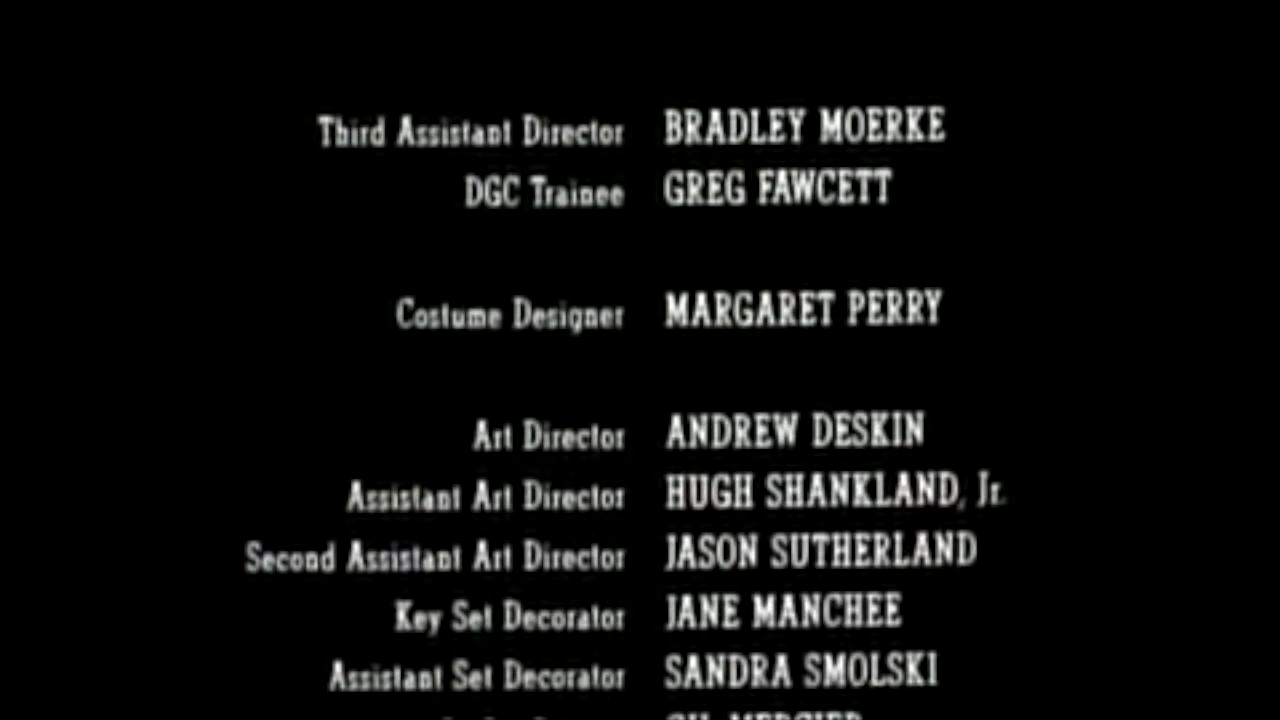 Third Assistant Director BRADLEY MOERKE
DGC Trainee GREG FAWCETT
Costume Designer MARGARET PERRY
Art Director ANDREW DESKIN
Assistant Art Director HUGH SHANKLAND, Jr.
Second Assistant Art Director JASON SUTHERLAND
Key Set Decorator JANE MANCHEE
Assistant Set Decorator SANDRA SMOLSKI